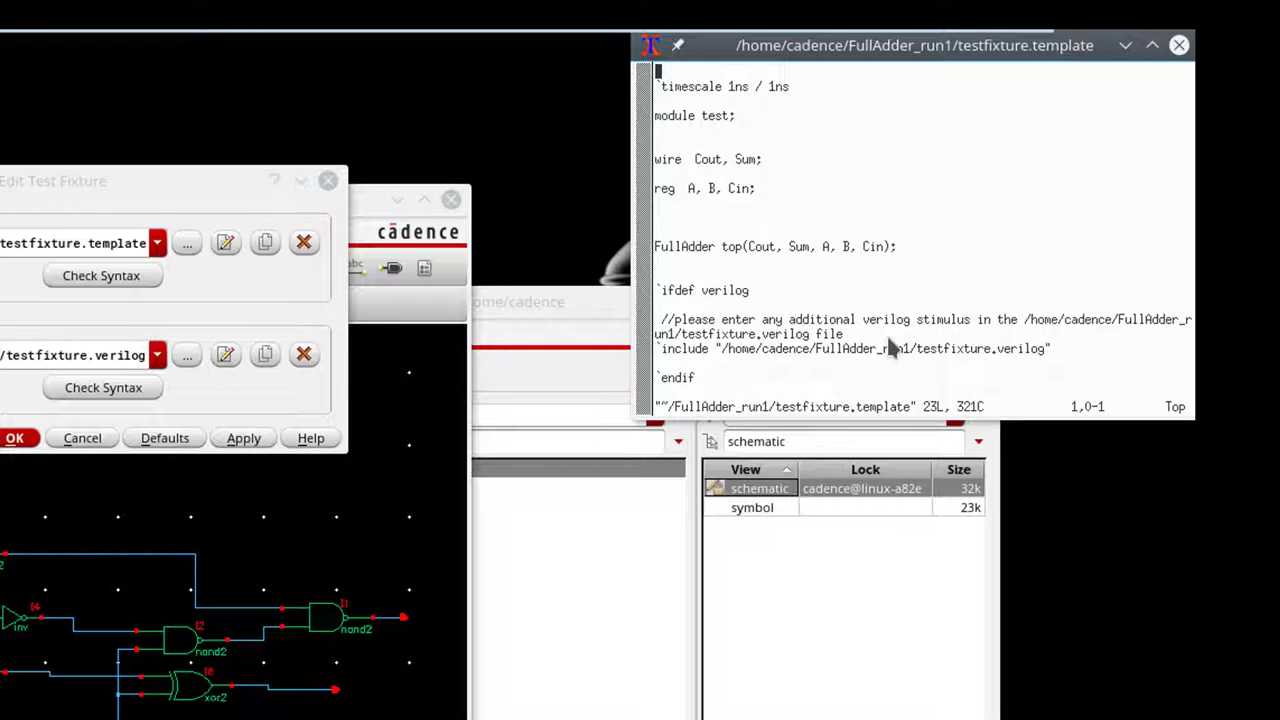 /home/cadence/FullAdder_run1/testfixture.template
`timescale 1ns / 1ns
module test;
wire  Cout, Sum;
reg  A, B, Cin;
FullAdder top(Cout, Sum, A, B, Cin);
`ifdef verilog
//please enter any additional verilog stimulus in the /home/cadence/FullAdder_r
un1/testfixture.verilog file
`include "/home/cadence/FullAdder_run1/testfixture.verilog"
`endif
"~/FullAdder_run1/testfixture.template" 23L, 321C 1,0-1 Top
Edit Test Fixture
testfixture.template
...
Check Syntax
/testfixture.verilog
...
Check Syntax
OK Cancel Defaults Apply Help
cādence
abc
ome/cadence
schematic
View Lock Size
schematic cadence@linux-a82e 32k
symbol 23k
I4
inv
I2
nand2
I1
nand2
I6
xor2